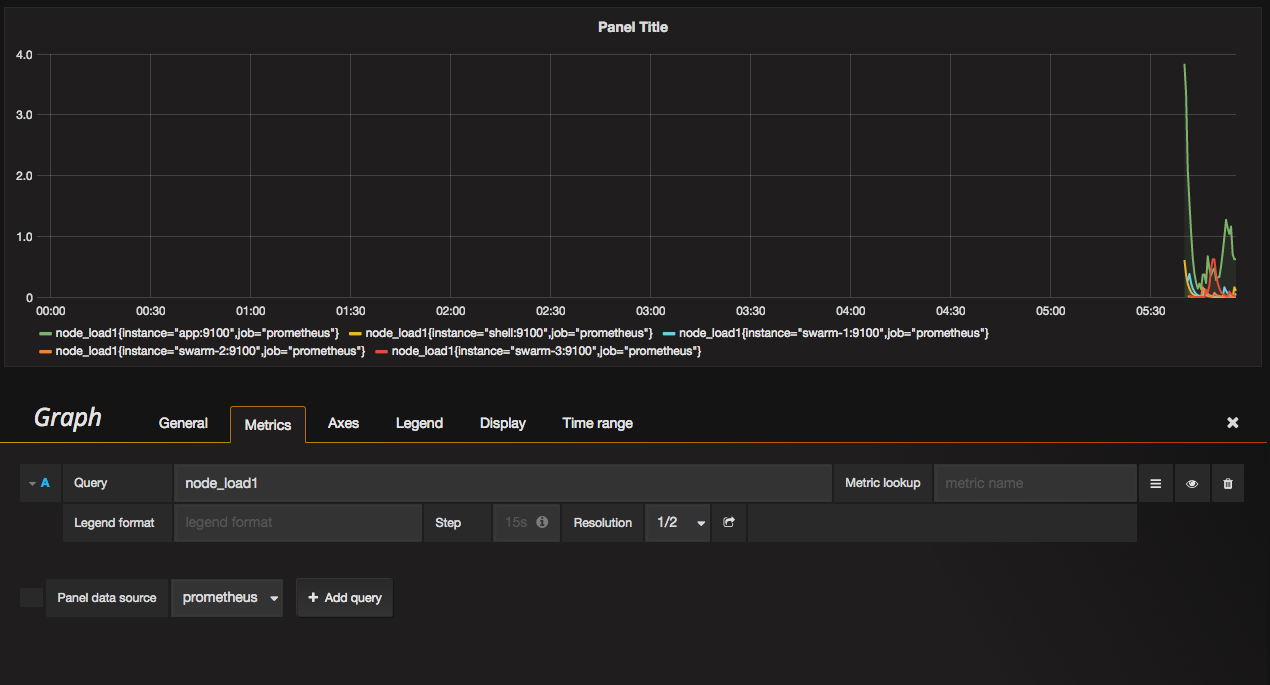 Panel Title
4.0
3.0
2.0
1.0
0
00:00 00:30 01:00 01:30 02:00 02:30 03:00 03:30 04:00 04:30 05:00 05:30
node_load1{instance="app:9100",job="prometheus"} node_load1{instance="shell:9100",job="prometheus"} node_load1{instance="swarm-1:9100",job="prometheus"}
node_load1{instance="swarm-2:9100",job="prometheus"} node_load1{instance="swarm-3:9100",job="prometheus"}
Graph General Metrics Axes Legend Display Time range
A Query node_load1 Metric lookup metric name
Legend format legend format Step 15s Resolution 1/2
Panel data source prometheus Add query